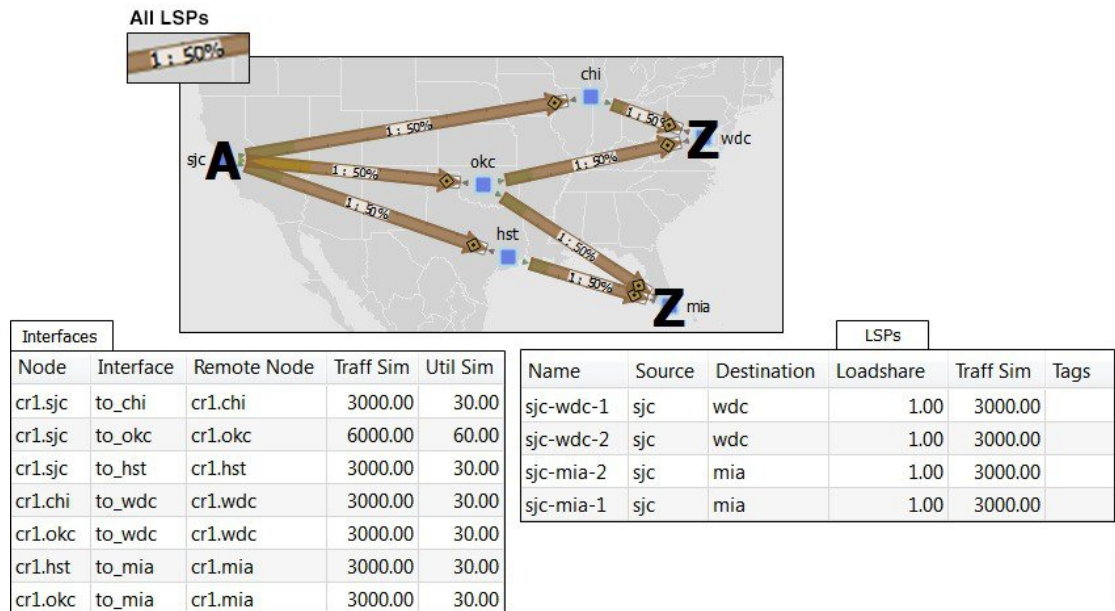 All LSPs
1 : 50%
chi
1 : 50%
1 : 50%
sjc A
Z wdc
okc
1 : 50%
1 : 50%
1 : 50%
hst
1 : 50%
1 : 50%
Z mia
Interfaces
Node Interface Remote Node Traff Sim Util Sim
cr1.sjc to_chi cr1.chi 3000.00 30.00
cr1.sjc to_okc cr1.okc 6000.00 60.00
cr1.sjc to_hst cr1.hst 3000.00 30.00
cr1.chi to_wdc cr1.wdc 3000.00 30.00
cr1.okc to_wdc cr1.wdc 3000.00 30.00
cr1.hst to_mia cr1.mia 3000.00 30.00
cr1.okc to_mia cr1.mia 3000.00 30.00
LSPs
Name Source Destination Loadshare Traff Sim Tags
sjc-wdc-1 sjc wdc 1.00 3000.00
sjc-wdc-2 sjc wdc 1.00 3000.00
sjc-mia-2 sjc mia 1.00 3000.00
sjc-mia-1 sjc mia 1.00 3000.00